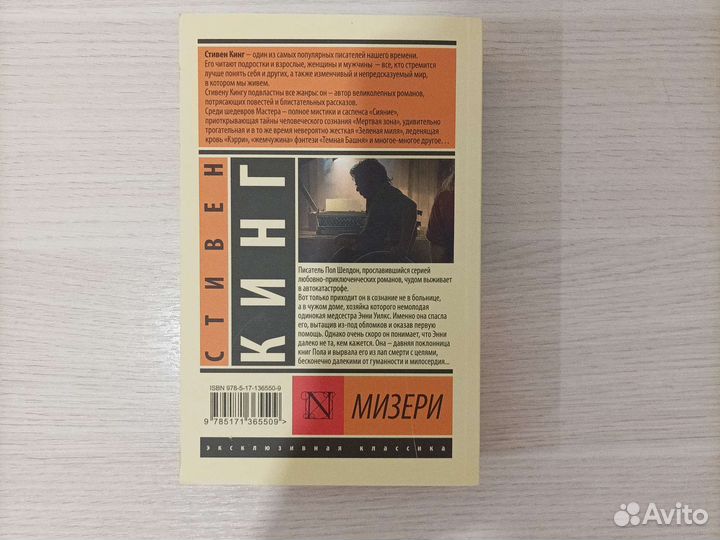 Стивен Кинг – один из самых популярных писателей нашего времени.
Его читают подростки и взрослые, женщины и мужчины – все, кто стремится
лучше понять себя и других, а также изменчивый и непредсказуемый мир,
в котором мы живем.
Стивену Кингу подвластны все жанры: он – автор великолепных романов,
потрясающих повестей и блистательных рассказов.
Среди шедевров Мастера – полное мистики и саспенса «Сияние»,
приоткрывающая тайны человеческого сознания «Мертвая зона», удивительно
трогательная и в то же время невероятно жесткая «Зеленая миля», леденящая
кровь «Кэрри», «жемчужина» фэнтези «Темная Башня» и многое-многое другое…
СТИВЕН
КИНГ
Писатель Пол Шелдон, прославившийся серией
любовно-приключенческих романов, чудом выживает
в автокатастрофе.
Вот только приходит он в сознание не в больнице,
а в чужом доме, хозяйка которого немолодая
одинокая медсестра Энни Уилкс. Именно она спасла
его, вытащив из-под обломков и оказав первую
помощь. Однако очень скоро он понимает, что Энни
далеко не та, кем кажется. Она – давняя поклонница
книг Пола и вырвала его из лап смерти с целями,
бесконечно далекими от гуманности и милосердия...
ISBN 978-5-17-136550-9
9 785171 365509 >
N
МИЗЕРИ
эксклюзивная классика
Avito